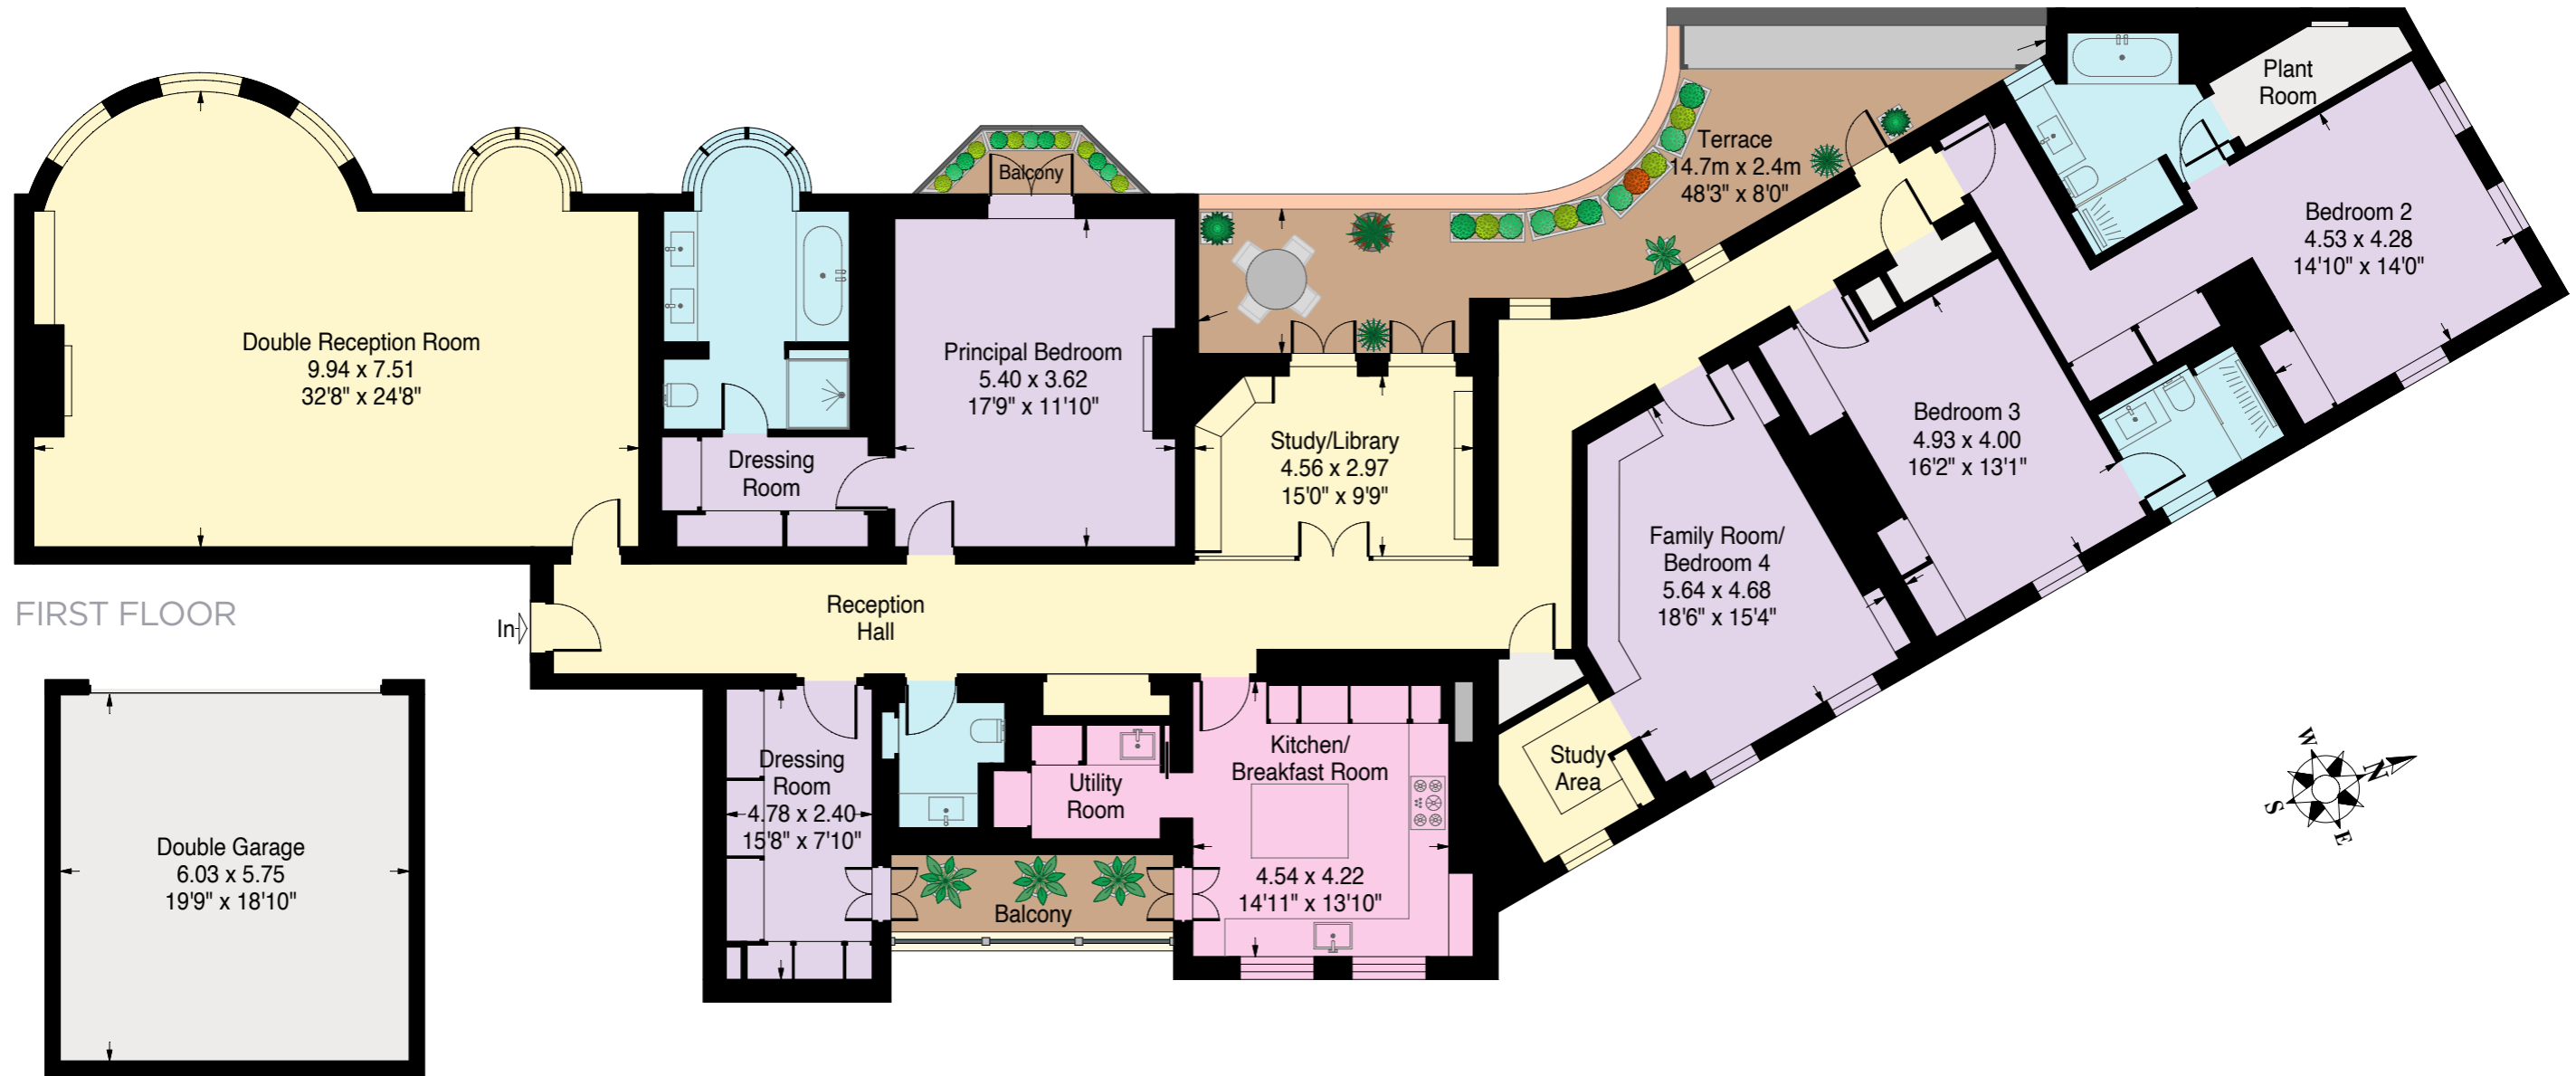 Double Reception Room
9.94 x 7.51
32'8" x 24'8"
Dressing
Room
Principal Bedroom
5.40 x 3.62
17'9" x 11'10"
Balcony
Study/Library
4.56 x 2.97
15'0" x 9'9"
Terrace
14.7m x 2.4m
48'3" x 8'0"
Plant
Room
Bedroom 2
4.53 x 4.28
14'10" x 14'0"
Bedroom 3
4.93 x 4.00
16'2" x 13'1"
Family Room/
Bedroom 4
5.64 x 4.68
18'6" x 15'4"
FIRST FLOOR
In
Reception
Hall
Dressing
Room
4.78 x 2.40
15'8" x 7'10"
Utility
Room
Kitchen/
Breakfast Room
4.54 x 4.22
14'11" x 13'10"
Study
Area
Balcony
Double Garage
6.03 x 5.75
19'9" x 18'10"
W
N
S
E